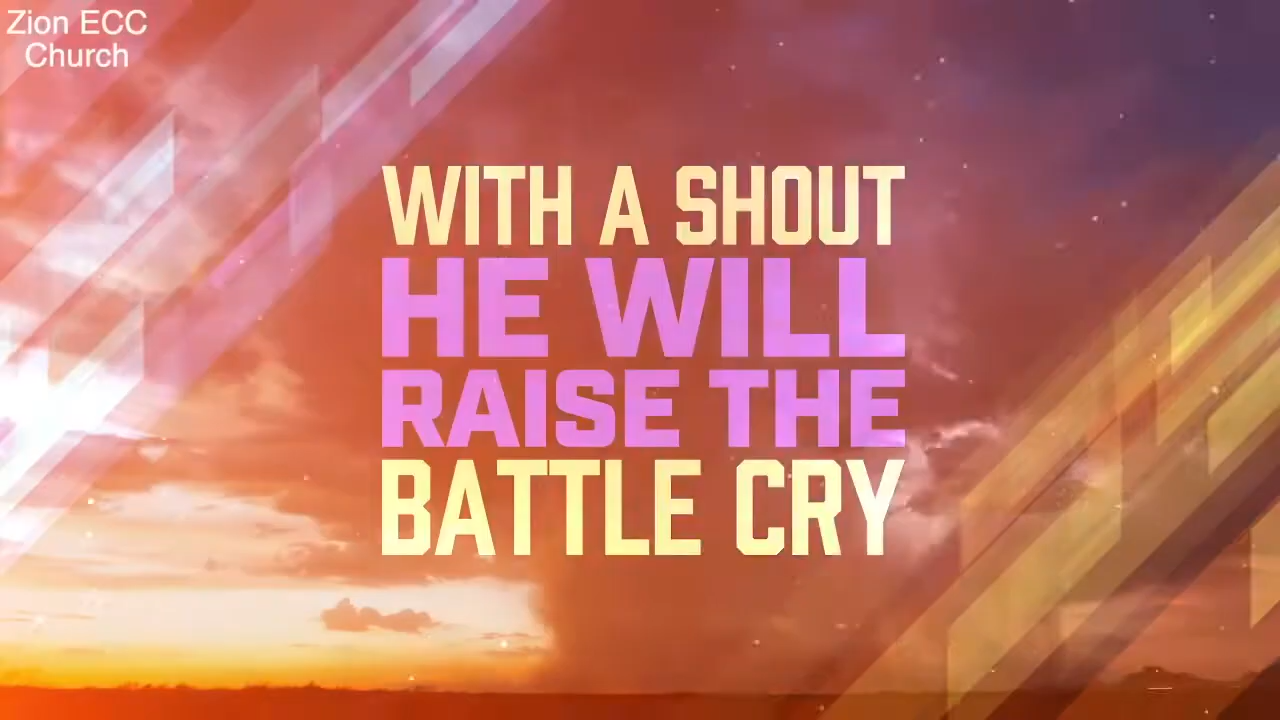 Zion ECC
Church
WITH A SHOUT
HE WILL
RAISE THE
BATTLE CRY